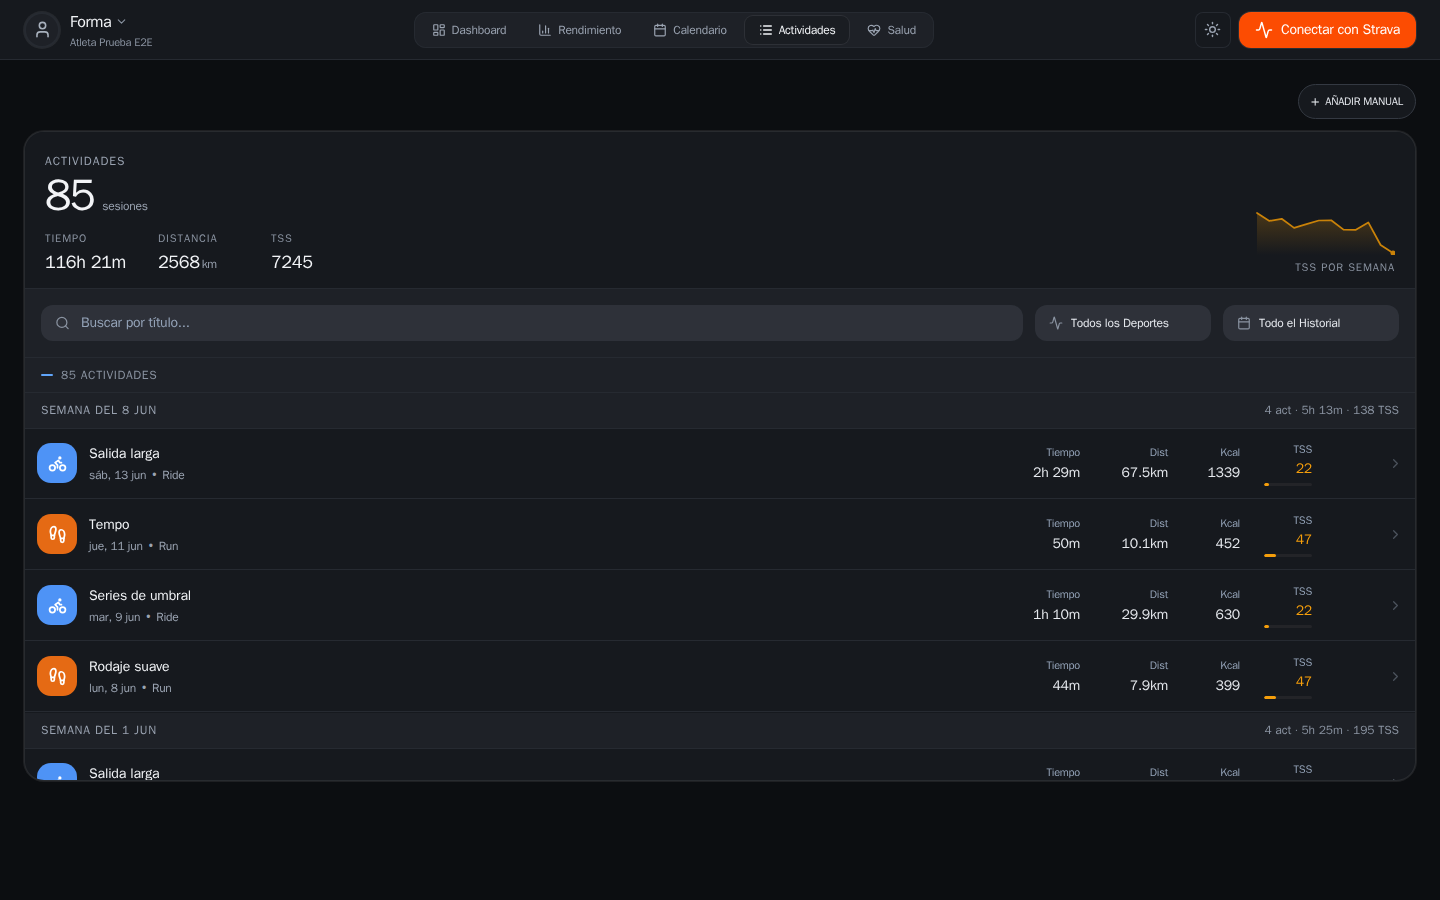 Forma
Atleta Prueba E2E
Dashboard
Rendimiento
Calendario
Actividades
Salud
Conectar con Strava
+ AÑADIR MANUAL
ACTIVIDADES
85 sesiones
TIEMPO DISTANCIA TSS
116h 21m 2568 km 7245
TSS POR SEMANA
Buscar por título...
Todos los Deportes
Todo el Historial
85 ACTIVIDADES
SEMANA DEL 8 JUN 4 act · 5h 13m · 138 TSS
Salida larga
sáb, 13 jun • Ride
Tiempo Dist Kcal TSS
2h 29m 67.5km 1339 22
Tempo
jue, 11 jun • Run
Tiempo Dist Kcal TSS
50m 10.1km 452 47
Series de umbral
mar, 9 jun • Ride
Tiempo Dist Kcal TSS
1h 10m 29.9km 630 22
Rodaje suave
lun, 8 jun • Run
Tiempo Dist Kcal TSS
44m 7.9km 399 47
SEMANA DEL 1 JUN 4 act · 5h 25m · 195 TSS
Salida larga
Tiempo Dist Kcal TSS